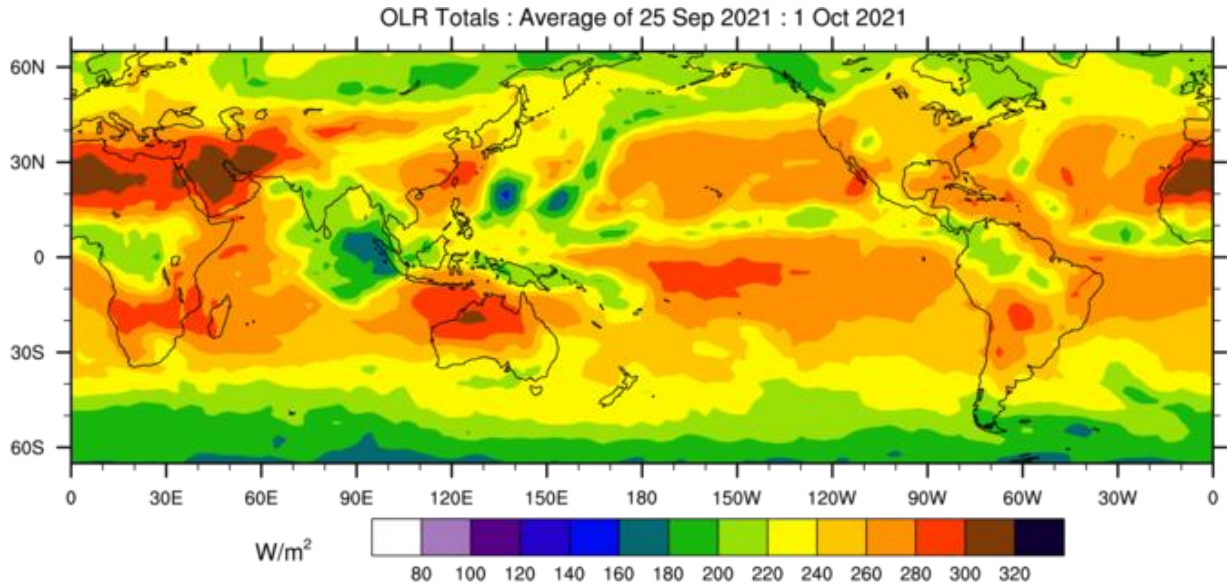 OLR Totals : Average of 25 Sep 2021 : 1 Oct 2021
60N
30N
0
30S
60S
0 30E 60E 90E 120E 150E 180 150W 120W 90W 60W 30W 0
W/m²
80 100 120 140 160 180 200 220 240 260 280 300 320